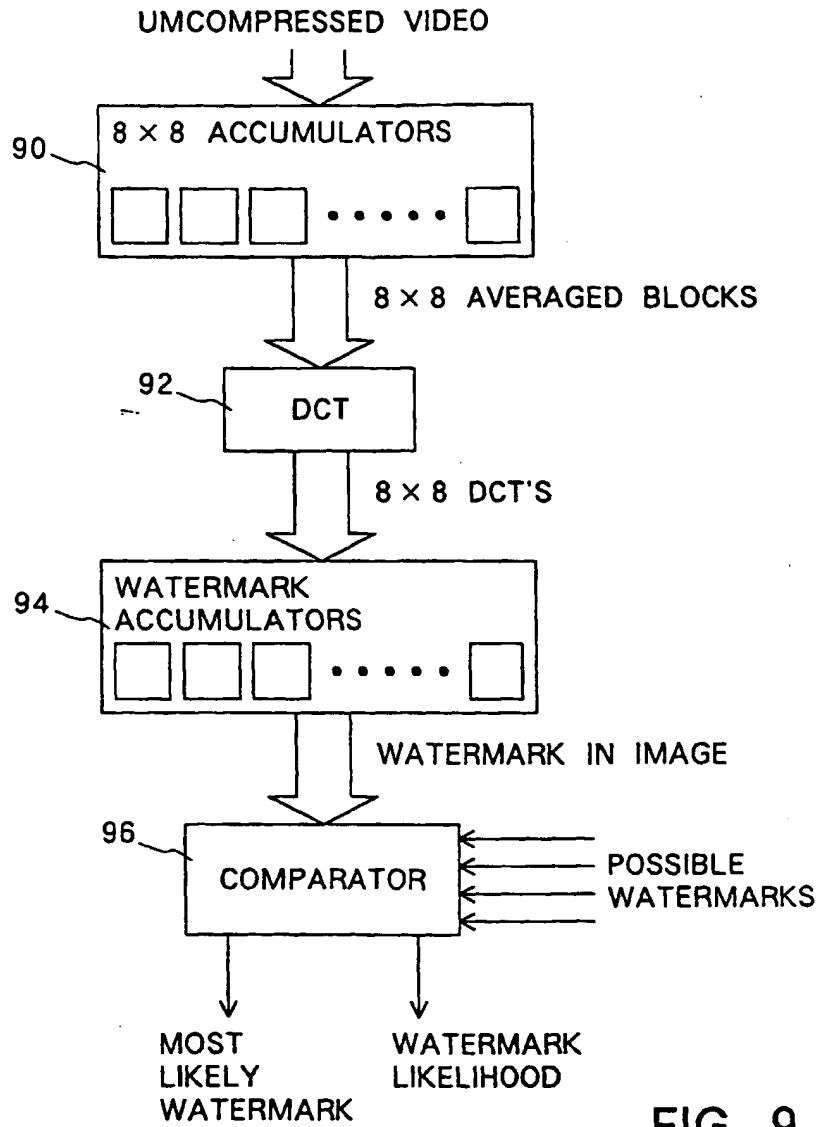 UMCOMPRESSED VIDEO
90
8 × 8 ACCUMULATORS
8 × 8 AVERAGED BLOCKS
92
DCT
8 × 8 DCT'S
94
WATERMARK
ACCUMULATORS
WATERMARK IN IMAGE
96
COMPARATOR
POSSIBLE
WATERMARKS
MOST
LIKELY
WATERMARK
WATERMARK
LIKELIHOOD
FIG. 9